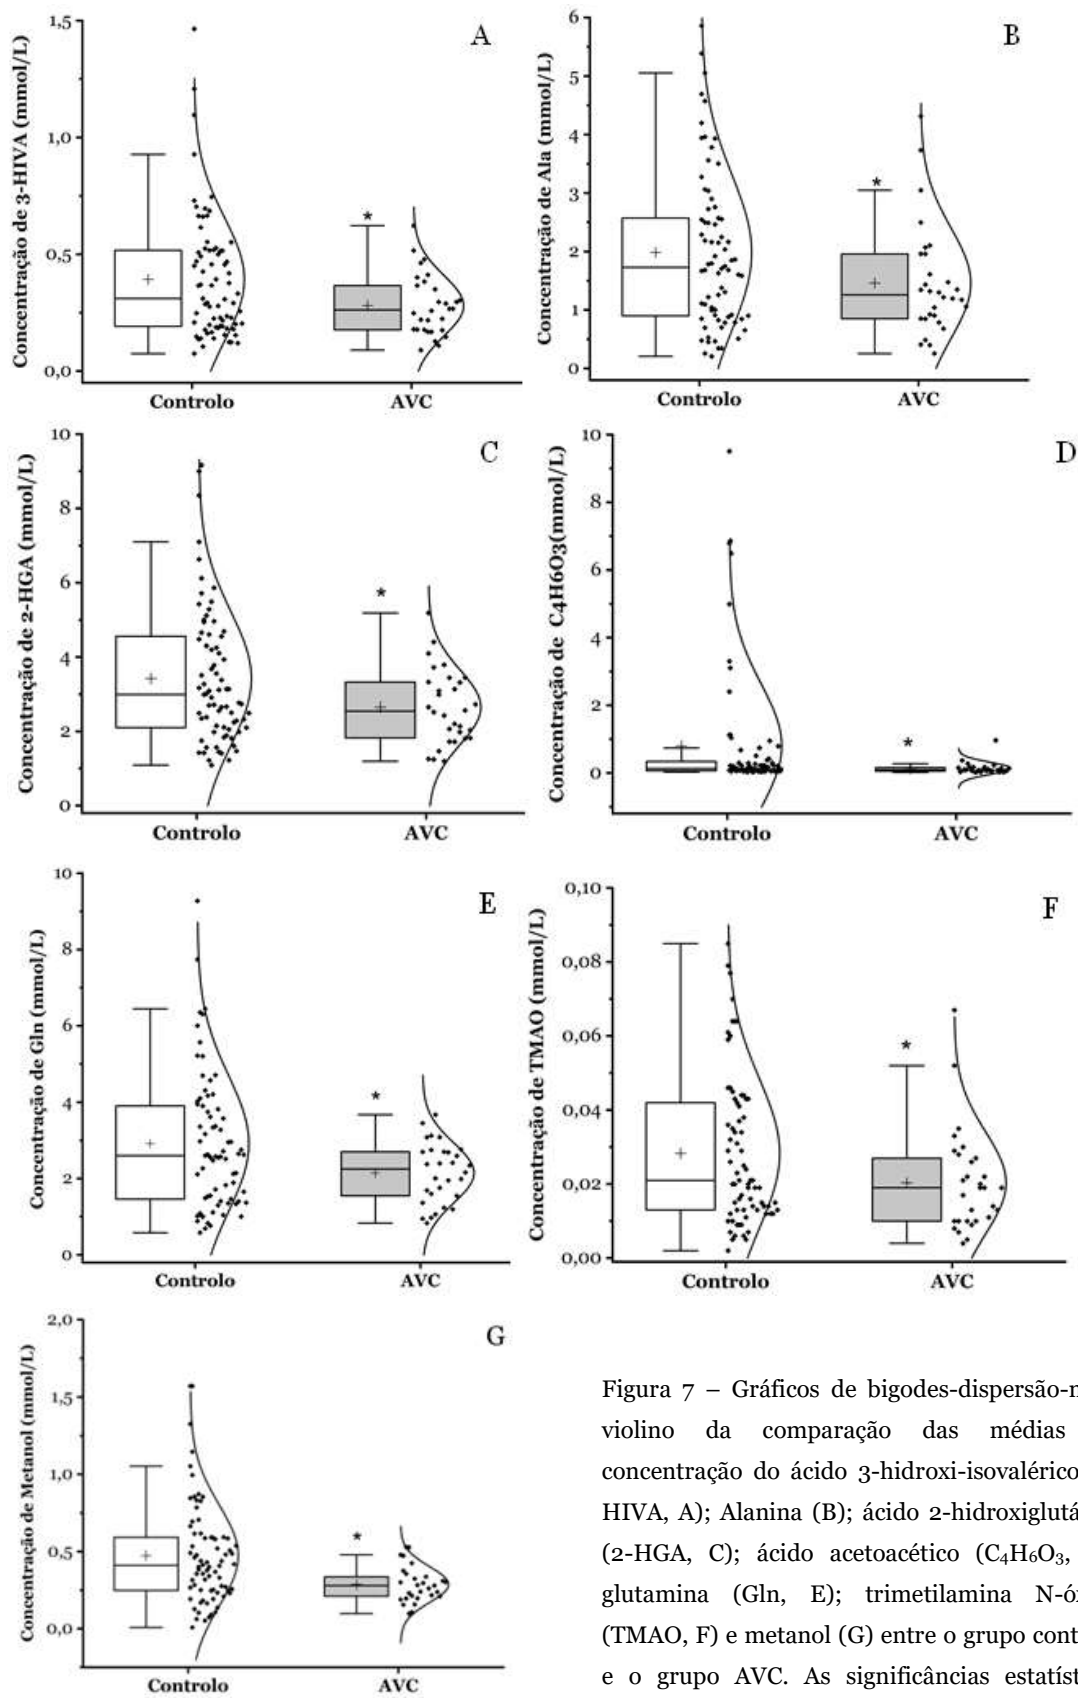 A
Concentração de 3-HIVA (mmol/L)
1,5
1,0
0,5
0,0
*
Controlo
AVC
B
Concentração de Ala (mmol/L)
6
5
4
3
2
1
0
*
Controlo
AVC
C
Concentração de 2-HGA (mmol/L)
10
8
6
4
2
0
*
Controlo
AVC
D
Concentração de C4H6O3(mmol/L)
10
8
6
4
2
0
*
Controlo
AVC
E
Concentração de Gln (mmol/L)
10
8
6
4
2
0
*
Controlo
AVC
F
Concentração de TMAO (mmol/L)
0,10
0,08
0,06
0,04
0,02
0,00
*
Controlo
AVC
G
Concentração de Metanol (mmol/L)
2,0
1,5
1,0
0,5
0,0
*
Controlo
AVC
Figura 7 – Gráficos de bigodes-dispersão-
violino da comparação das médias
concentração do ácido 3-hidroxi-isovalérico
HIVA, A); Alanina (B); ácido 2-hidroxiglutá
(2-HGA, C); ácido acetoacético (C₄H₆O₃,
glutamina (Gln, E); trimetilamina N-ó
(TMAO, F) e metanol (G) entre o grupo cont
e o grupo AVC. As significâncias estatíst